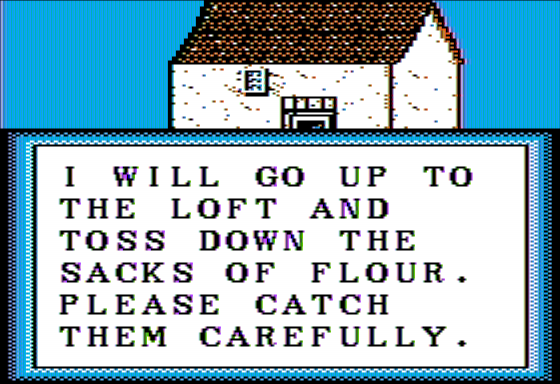 I WILL GO UP TO
THE LOFT AND
TOSS DOWN THE
SACKS OF FLOUR.
PLEASE CATCH
THEM CAREFULLY.